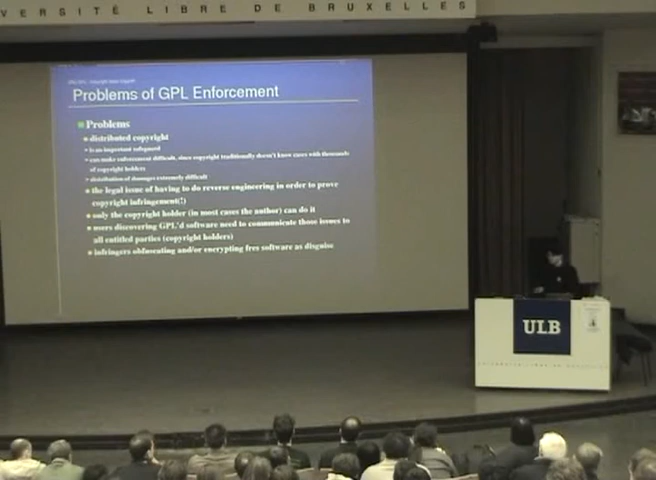 VERSITÉ LIBRE DE BRUXELLES
Problems of GPL Enforcement
Problems
distributed copyright
is an important safeguard
can make enforcement difficult, since copyright traditionally doesn't know cases with thousands
of copyright holders
distribution of damages extremely difficult
the legal issue of having to do reverse engineering in order to prove
copyright infringement(!)
only the copyright holder (in most cases the author) can do it
users discovering GPL'd software need to communicate those issues to
all entitled parties (copyright holders)
infringers obfuscating and/or encrypting fres software as disguise
ULB